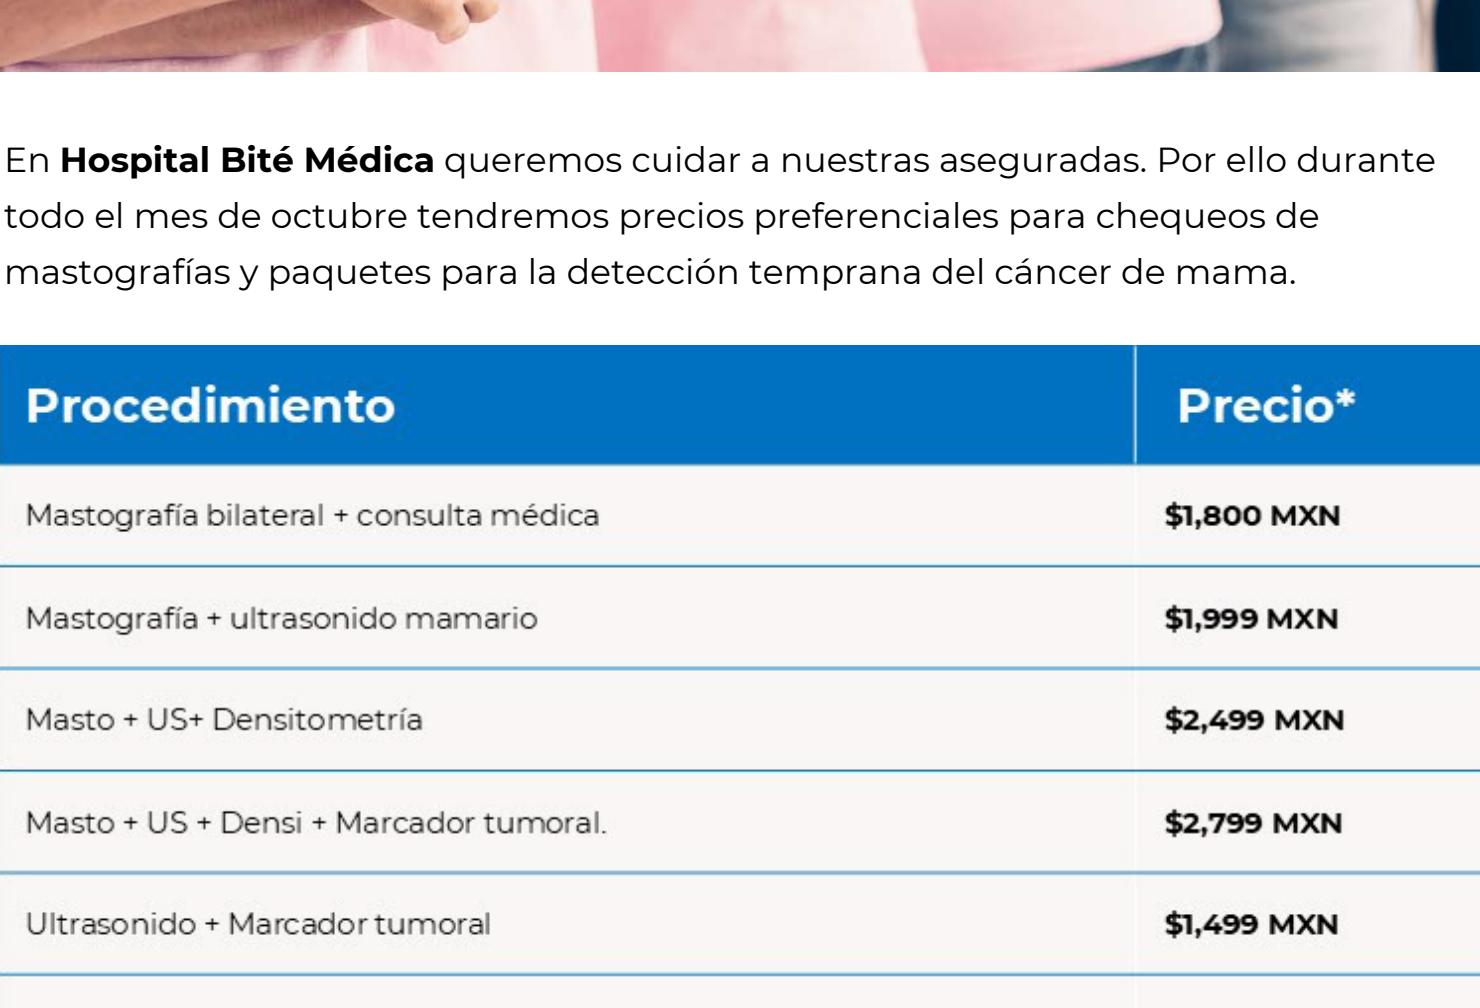 En Hospital Bité Médica queremos cuidar a nuestras aseguradas. Por ello durante
todo el mes de octubre tendremos precios preferenciales para chequeos de
mastografías y paquetes para la detección temprana del cáncer de mama.
Procedimiento Precio*
Mastografía bilateral + consulta médica $1,800 MXN
Mastografía + ultrasonido mamario $1,999 MXN
Masto + US+ Densitometría $2,499 MXN
Masto + US + Densi + Marcador tumoral. $2,799 MXN
Ultrasonido + Marcador tumoral $1,499 MXN